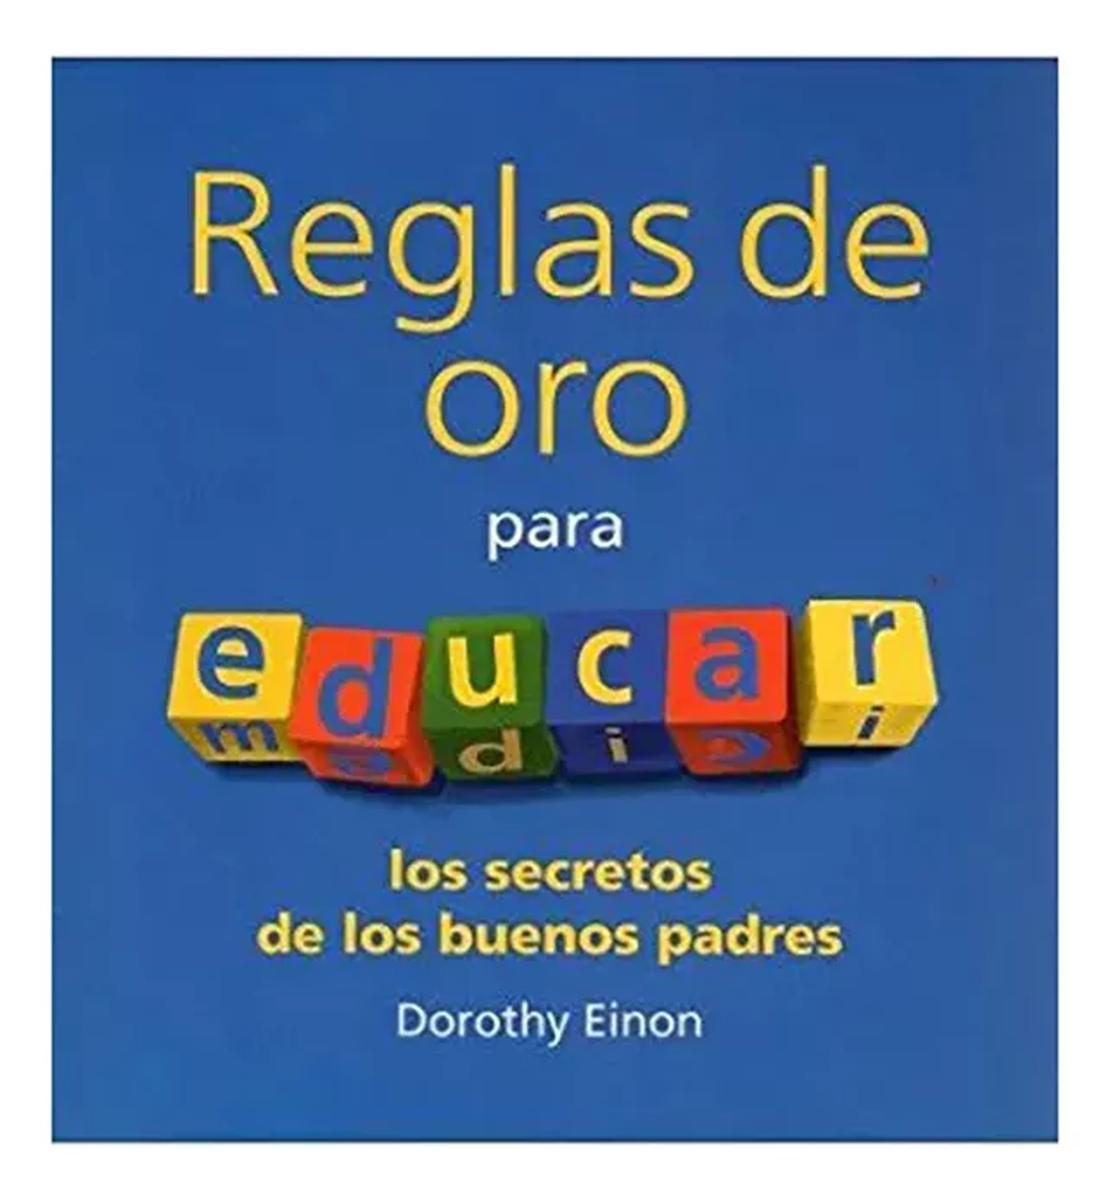 Reglas de
oro
para
educar
m e d i c i
los secretos
de los buenos padres
Dorothy Einon